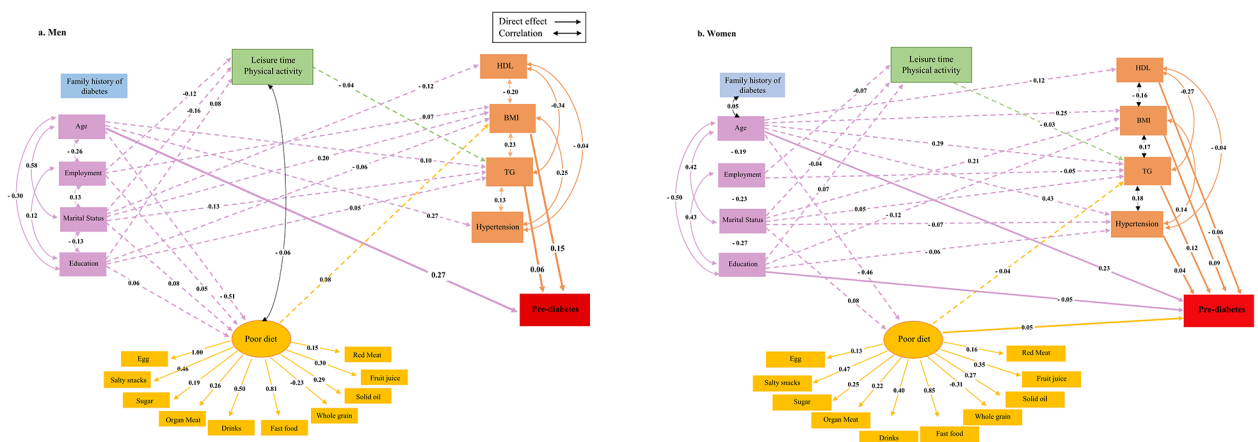 a. Men
Direct effect
Correlation
Leisure time
Physical activity
Family history of
diabetes
Age
Employment
Marital Status
Education
HDL
BMI
TG
Hypertension
Pre-diabetes
Poor diet
Egg
Salty snacks
Sugar
Organ Meat
Drinks
Fast food
Whole grain
Solid oil
Fruit juice
Red Meat
-0.12
-0.16
0.08
-0.04
-0.12
0.07
0.20
-0.06
0.10
0.13
0.05
0.27
-0.20
0.23
0.13
-0.34
-0.04
0.25
0.58
-0.30
0.12
-0.26
0.13
-0.13
0.06
0.08
0.05
-0.51
-0.06
0.08
0.27
0.06
0.15
1.00
0.46
0.19
0.26
0.50
0.81
-0.23
0.29
0.30
0.15
b. Women
Leisure time
Physical activity
Family history of
diabetes
0.05
Age
Employment
Marital Status
Education
HDL
BMI
TG
Hypertension
Pre-diabetes
Poor diet
Egg
Salty snacks
Sugar
Organ Meat
Drinks
Fast food
Whole grain
Solid oil
Fruit juice
Red Meat
-0.07
-0.04
0.07
-0.03
-0.12
0.25
0.29
0.21
-0.05
0.05
0.43
-0.12
-0.07
-0.06
-0.16
0.17
0.18
-0.27
-0.04
0.14
-0.06
0.12
0.09
0.04
-0.19
-0.23
-0.27
0.42
-0.50
0.43
-0.46
0.08
-0.04
0.23
-0.05
0.05
0.13
0.47
0.25
0.22
0.40
0.85
-0.31
0.27
0.35
0.16